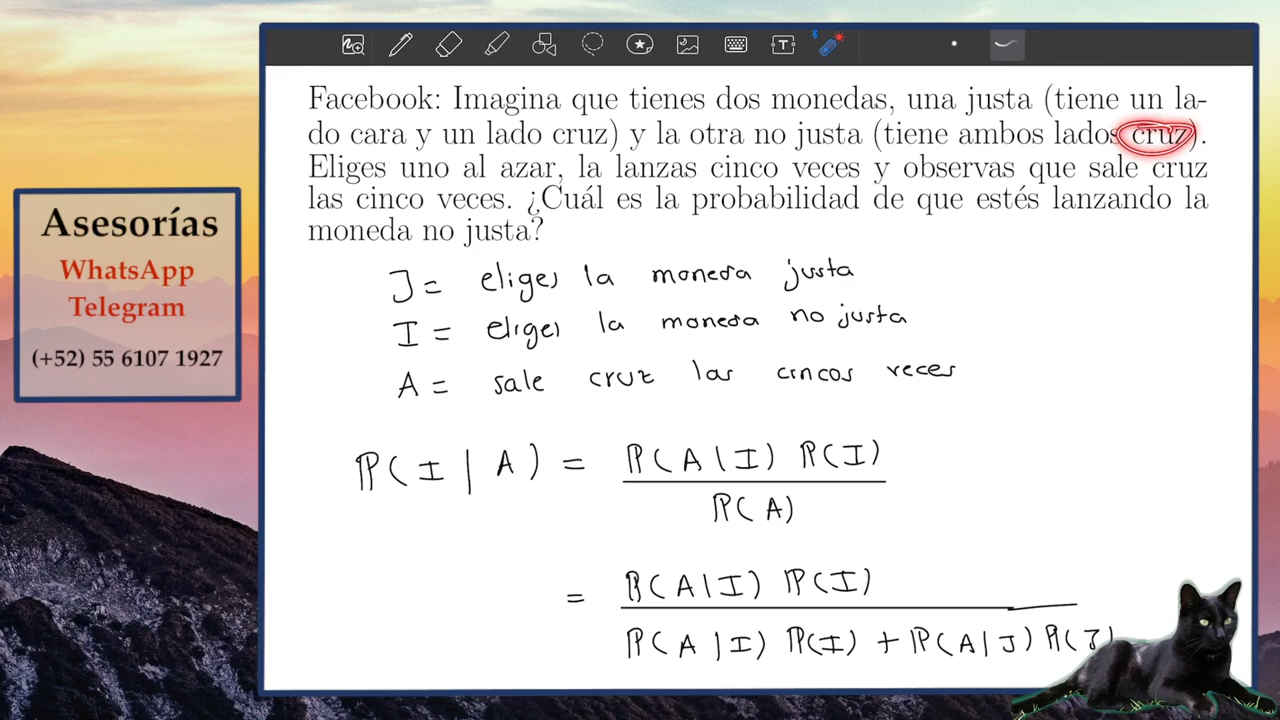 Facebook: Imagina que tienes dos monedas, una justa (tiene un la-
do cara y un lado cruz) y la otra no justa (tiene ambos lados cruz).
Eliges uno al azar, la lanzas cinco veces y observas que sale cruz
las cinco veces. ¿Cuál es la probabilidad de que estés lanzando la
moneda no justa?
Asesorías
WhatsApp
Telegram
(+52) 55 6107 1927
J = eliges la moneda justa
I = eliges la moneda no justa
A = sale cruz las cincos veces
ℙ(I | A) = ℙ(A|I) ℙ(I)
ℙ(A)
= ℙ(A|I) ℙ(I)
ℙ(A|I) ℙ(I) + ℙ(A|J) ℙ(J)